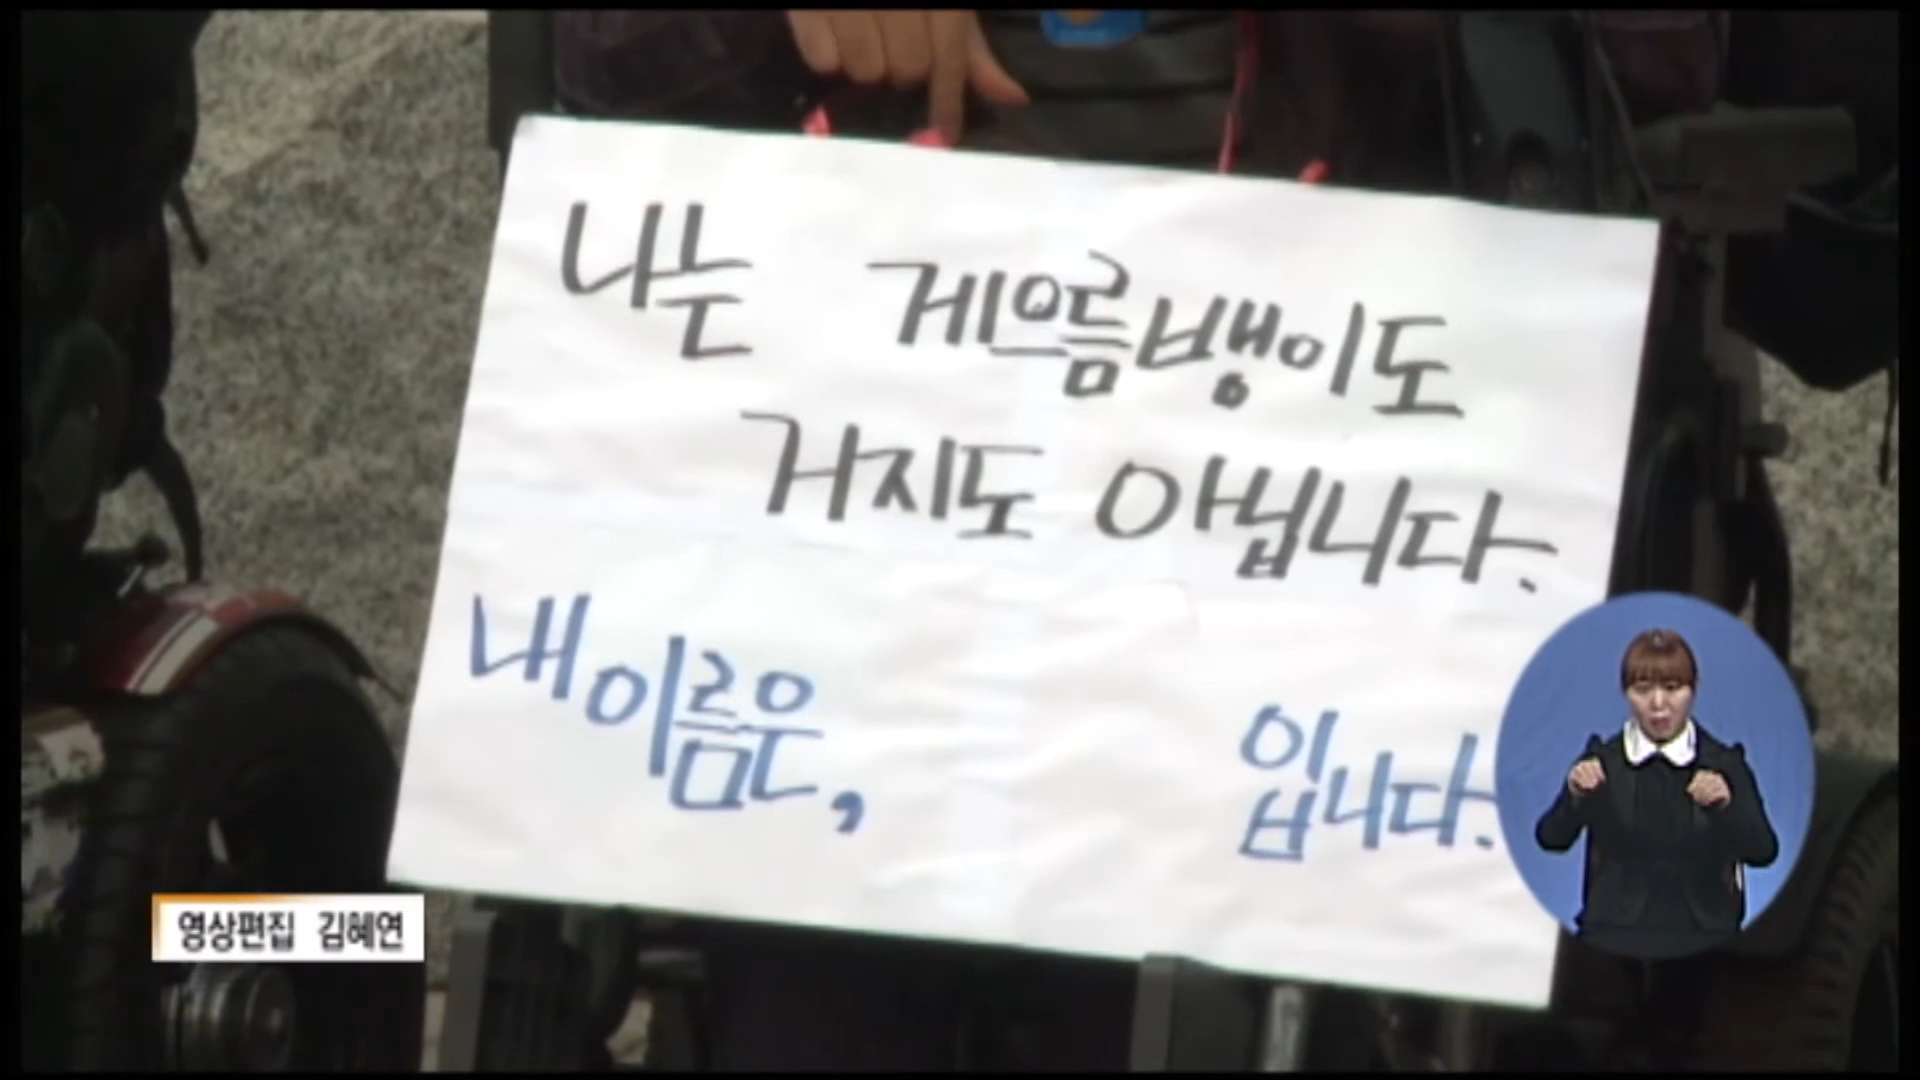 나는 게으름뱅이도
거지도 아닙니다.
내 이름은, 입니다.
영상편집 김혜연